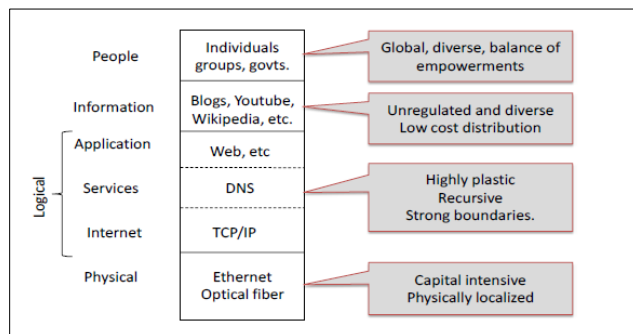 People
Individuals
groups, govts.
Global, diverse, balance of
empowerments
Information
Blogs, Youtube,
Wikipedia, etc.
Unregulated and diverse
Low cost distribution
Logical
Application
Web, etc
Services
DNS
Highly plastic
Recursive
Strong boundaries.
Internet
TCP/IP
Physical
Ethernet
Optical fiber
Capital intensive
Physically localized